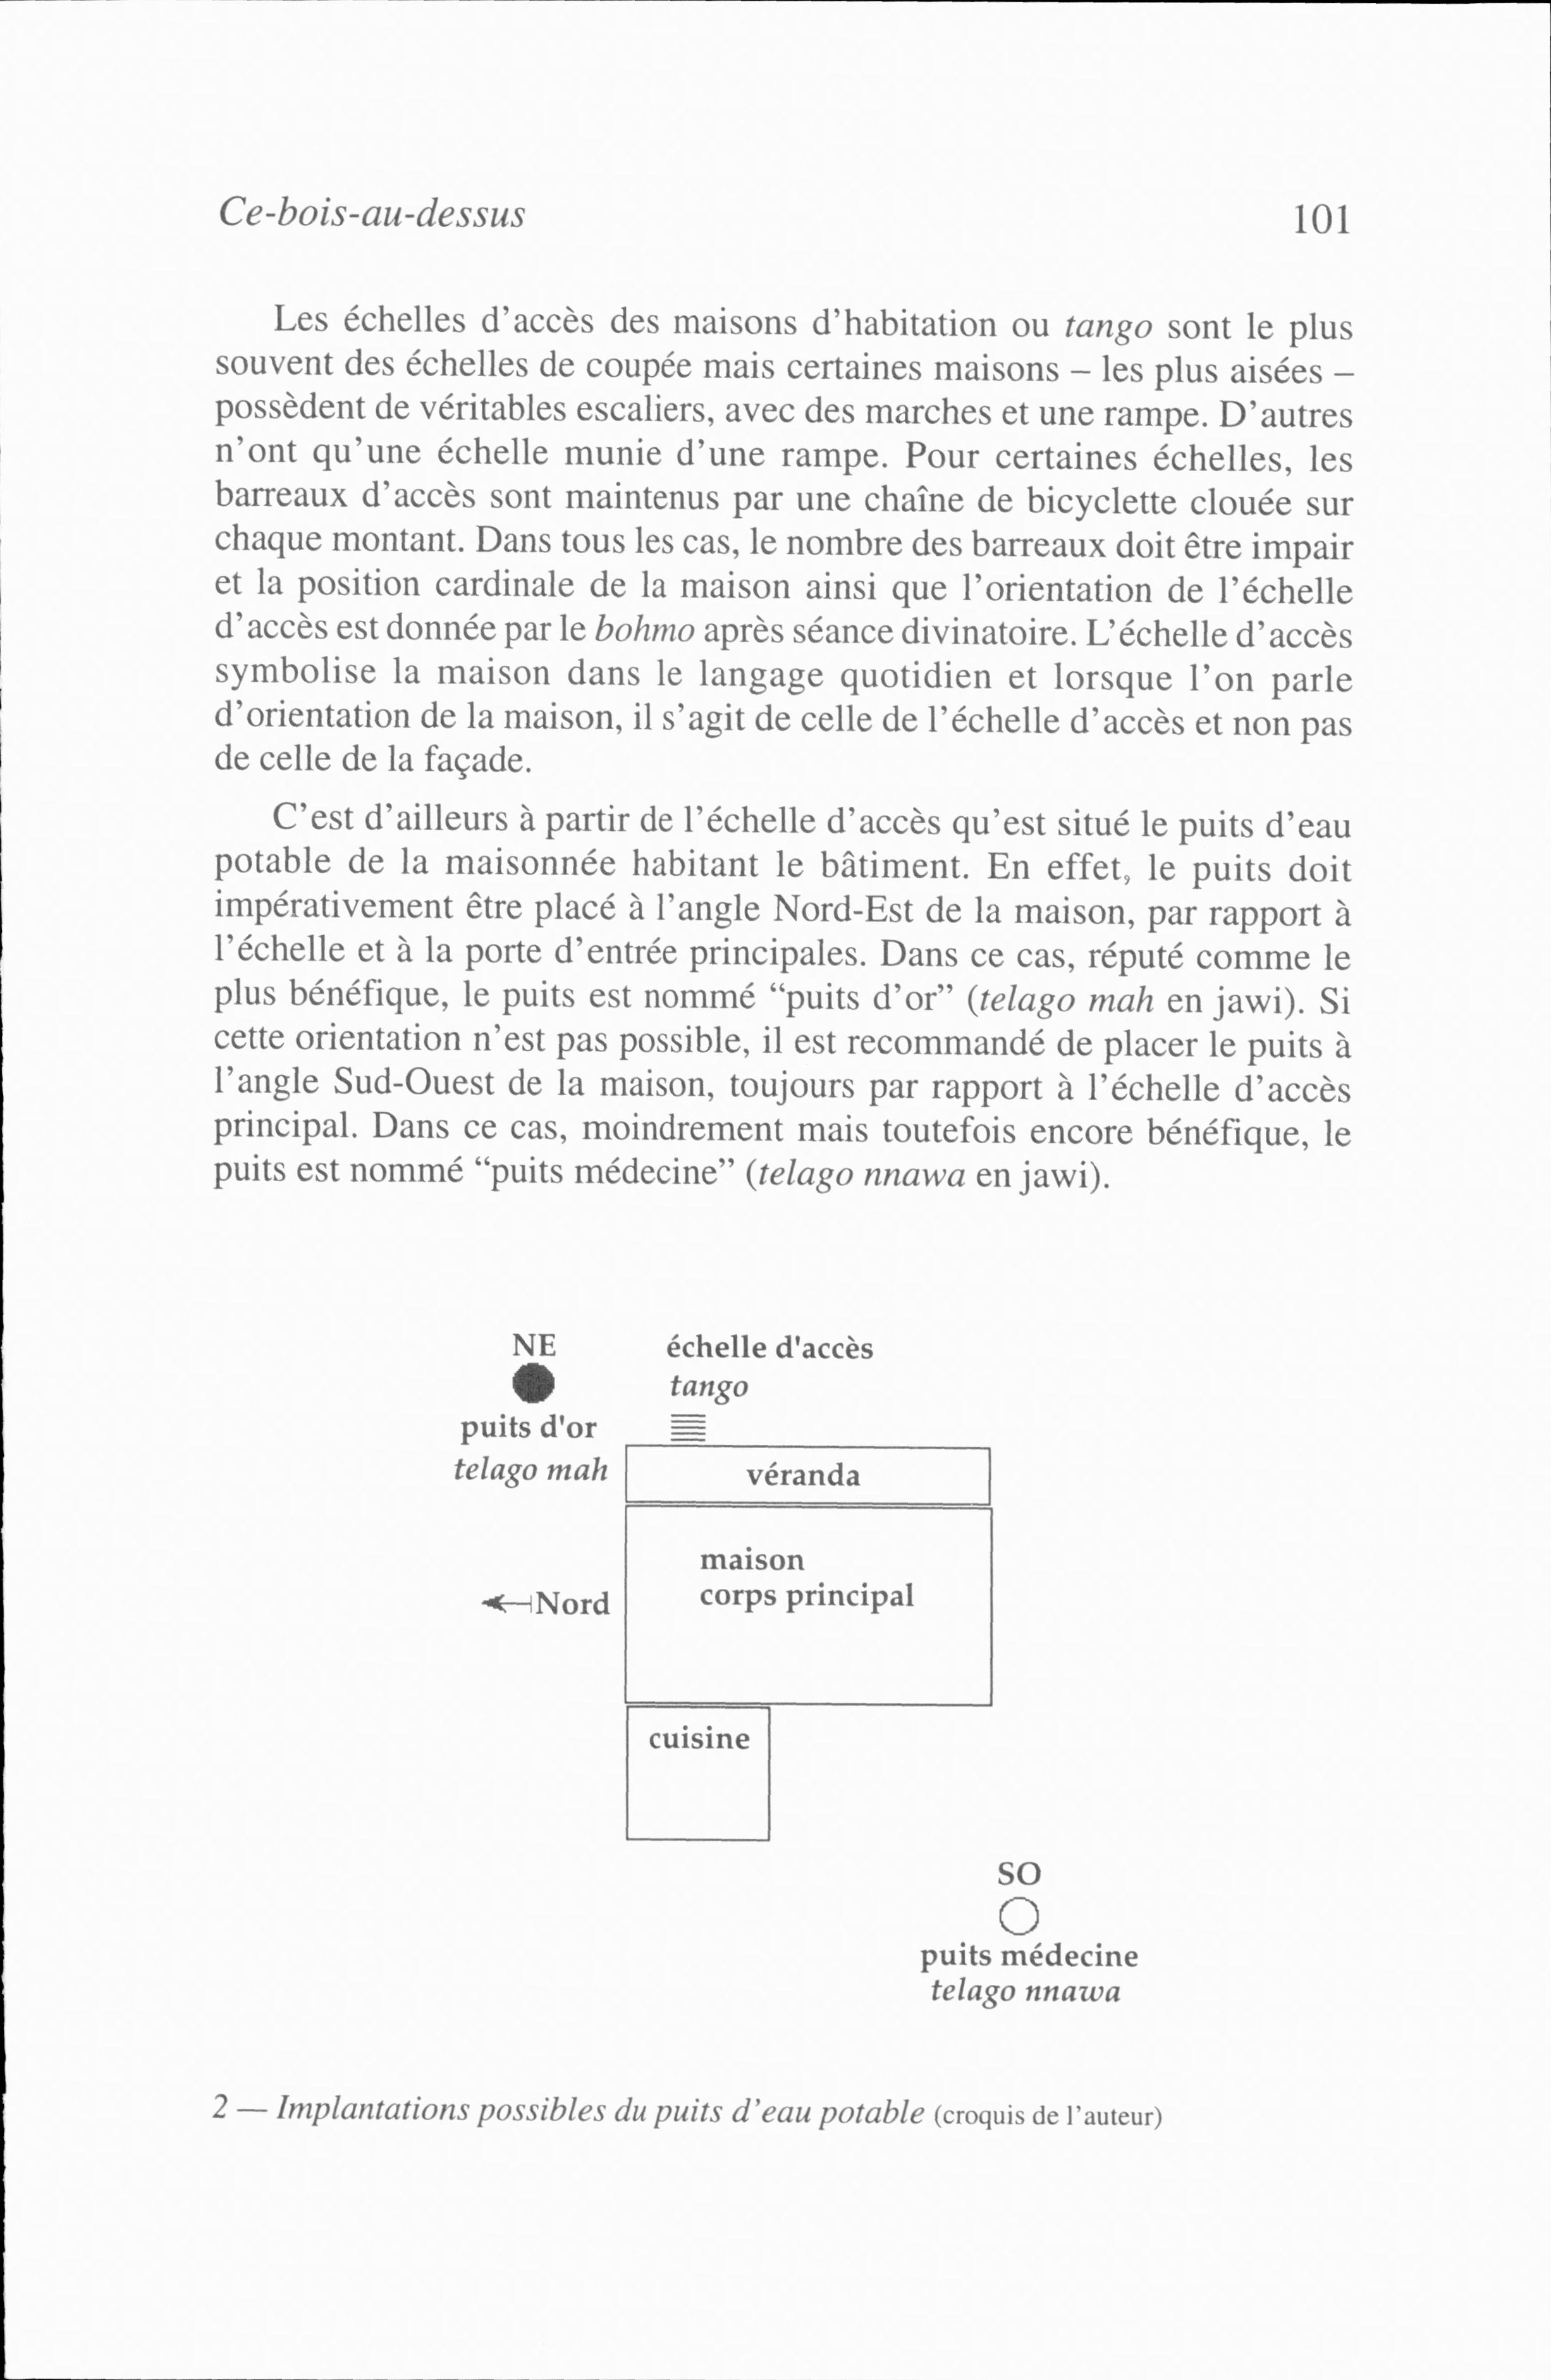 Ce-bois-au-dessus 101
Les échelles d'accès des maisons d'habitation ou tango sont le plus
souvent des échelles de coupée mais certaines maisons – les plus aisées –
possèdent de véritables escaliers, avec des marches et une rampe. D'autres
n'ont qu'une échelle munie d'une rampe. Pour certaines échelles, les
barreaux d'accès sont maintenus par une chaîne de bicyclette clouée sur
chaque montant. Dans tous les cas, le nombre des barreaux doit être impair
et la position cardinale de la maison ainsi que l'orientation de l'échelle
d'accès est donnée par le bohmo après séance divinatoire. L'échelle d'accès
symbolise la maison dans le langage quotidien et lorsque l'on parle
d'orientation de la maison, il s'agit de celle de l'échelle d'accès et non pas
de celle de la façade.
C'est d'ailleurs à partir de l'échelle d'accès qu'est situé le puits d'eau
potable de la maisonnée habitant le bâtiment. En effet, le puits doit
impérativement être placé à l'angle Nord-Est de la maison, par rapport à
l'échelle et à la porte d'entrée principales. Dans ce cas, réputé comme le
plus bénéfique, le puits est nommé “puits d'or” (telago mah en jawi). Si
cette orientation n'est pas possible, il est recommandé de placer le puits à
l'angle Sud-Ouest de la maison, toujours par rapport à l'échelle d'accès
principal. Dans ce cas, moindrement mais toutefois encore bénéfique, le
puits est nommé “puits médecine” (telago nnawa en jawi).
NE
puits d'or
telago mah
échelle d'accès
tango
véranda
maison
corps principal
Nord
cuisine
SO
puits médecine
telago nnawa
2 — Implantations possibles du puits d'eau potable (croquis de l'auteur)